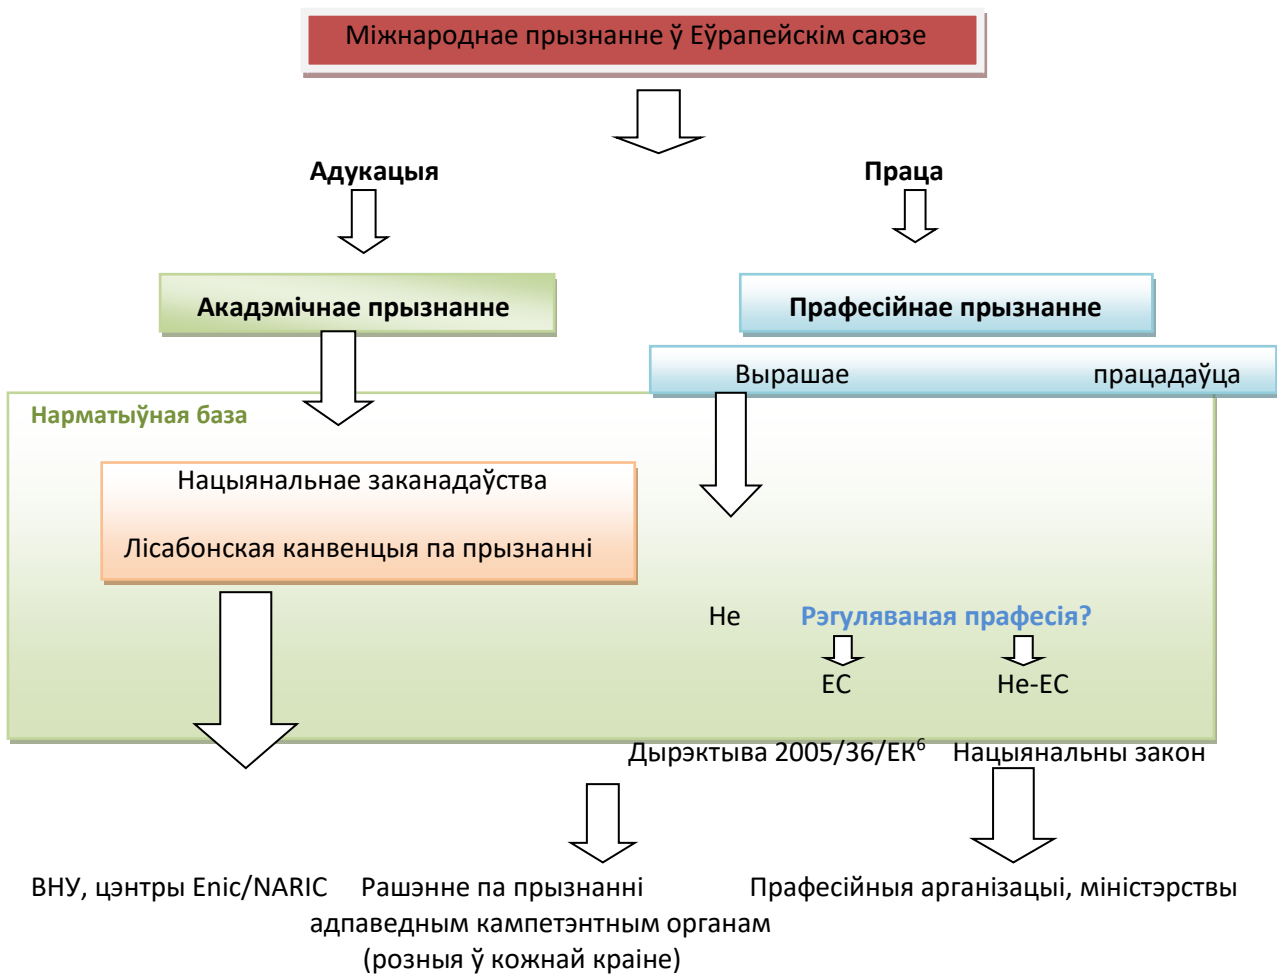 Міжнароднае прызнанне ў Еўрапейскім саюзе
Адукацыя Праца
Акадэмічнае прызнанне Прафесійнае прызнанне
Вырашае працадаўца
Нарматыўная база
Нацыянальнае заканадаўства
Лісабонская канвенцыя па прызнанні
Не Рэгуляваная прафесія?
ЕС Не-ЕС
Дырэктыва 2005/36/ЕК⁶ Нацыянальны закон
ВНУ, цэнтры Enic/NARIC Рашэнне па прызнанні Прафесійныя арганізацыі, міністэрствы
адпаведным кампетэнтным органам
(розныя ў кожнай краіне)